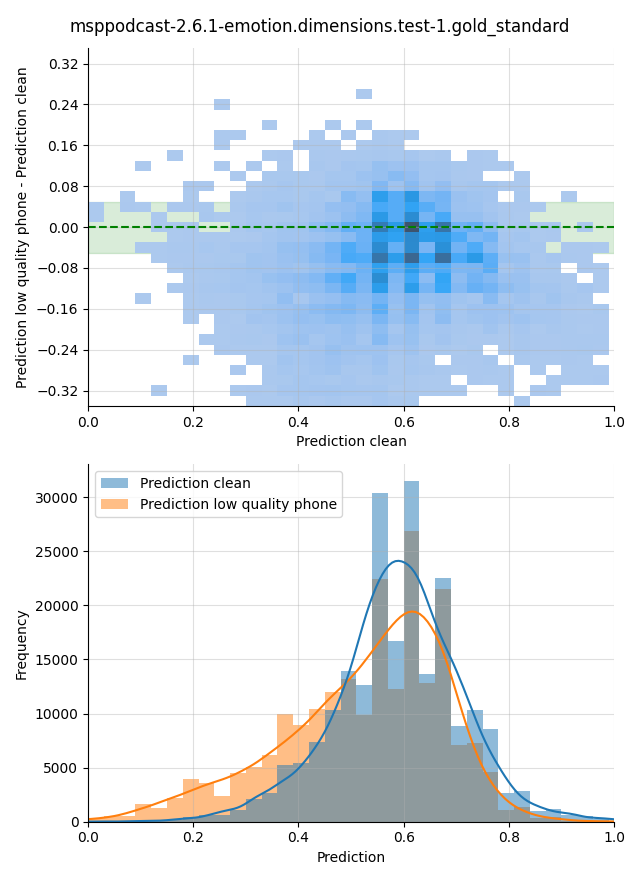 msppodcast-2.6.1-emotion.dimensions.test-1.gold_standard
Prediction low quality phone - Prediction clean
0.32
0.24
0.16
0.08
0.00
−0.08
−0.16
−0.24
−0.32
0.0 0.2 0.4 0.6 0.8 1.0
Prediction clean
Frequency
30000
25000
20000
15000
10000
5000
0
Prediction clean
Prediction low quality phone
0.0 0.2 0.4 0.6 0.8 1.0
Prediction